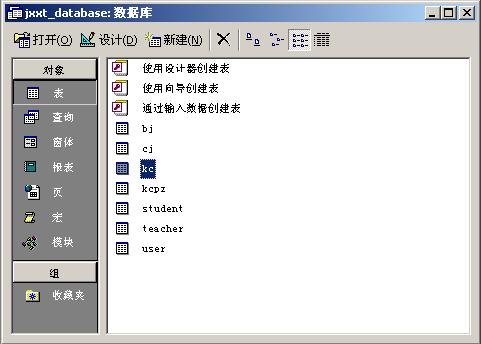 jxxt_database: 数据库
打开(O) 设计(D) 新建(N)
对象
表
查询
窗体
报表
页
宏
模块
组
收藏夹
使用设计器创建表
使用向导创建表
通过输入数据创建表
bj
cj
kc
kcpz
student
teacher
user